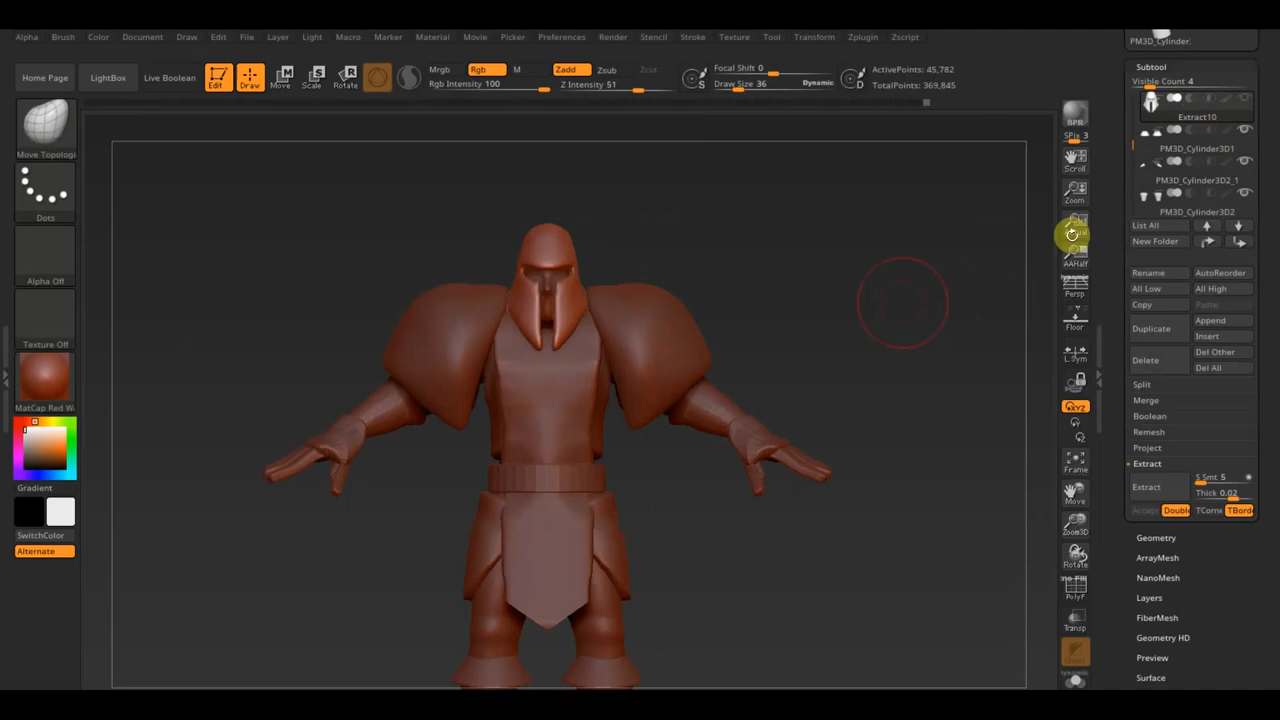 Alpha Brush Color Document Draw Edit File Layer Light Macro Marker Material Movie Picker Preferences Render Stencil Stroke Texture Tool Transform Zplugin Zscript
PM3D_Cylinder.
Subtool
Visible Count 4
Extract10
PM3D_Cylinder3D1
PM3D_Cylinder3D2_1
PM3D_Cylinder3D2
Home Page LightBox Live Boolean Edit Draw Move Scale Rotate
Mrgb Rgb M Zadd Zsub Zcut
Rgb Intensity 100 Z Intensity 51
S Focal Shift 0
Draw Size 36 Dynamic
D ActivePoints: 45,782
TotalPoints: 369,845
Move Topologi
Dots
Alpha Off
Texture Off
MatCap Red Wa
Gradient
SwitchColor
Alternate
BPR
SPix 3
Scroll
Zoom
AAHalf
Persp
Floor
L.Sym
XYZ
Frame
Move
Zoom3D
Rotate
PolyF
Transp
List All
New Folder
Rename AutoReorder
All Low All High
Copy Paste
Duplicate Append
Insert
Delete Del Other
Del All
Split
Merge
Boolean
Remesh
Project
Extract
Extract S Smt 5
Thick 0.02
Accept Double TCorne TBorde
Geometry
ArrayMesh
NanoMesh
Layers
FiberMesh
Geometry HD
Preview
Surface